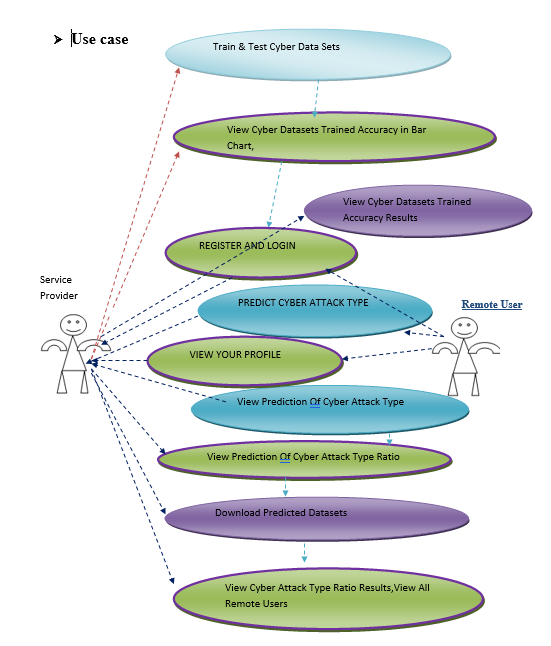 Use case
Train & Test Cyber Data Sets
View Cyber Datasets Trained Accuracy in Bar
Chart,
View Cyber Datasets Trained
Accuracy Results
REGISTER AND LOGIN
Service
Provider
PREDICT CYBER ATTACK TYPE
Remote User
VIEW YOUR PROFILE
View Prediction Of Cyber Attack Type
View Prediction Of Cyber Attack Type Ratio
Download Predicted Datasets
View Cyber Attack Type Ratio Results,View All
Remote Users